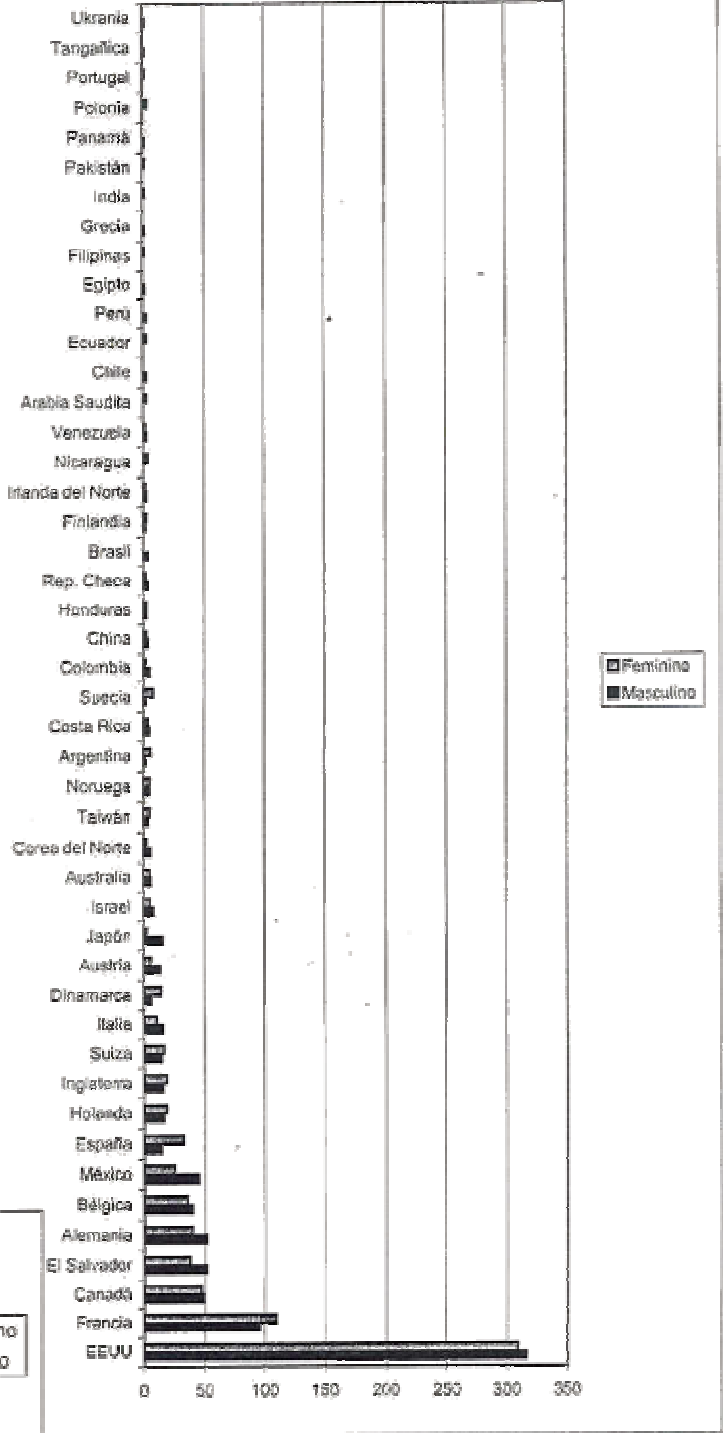 Ukrania
Tangañica
Portugal
Polonia
Panamá
Pakistán
India
Grecia
Filipinas
Egipto
Perú
Ecuador
Chile
Arabia Saudita
Venezuela
Nicaragua
Irlanda del Norte
Finlandia
Brasil
Rep. Checa
Honduras
China
Colombia
Suecia
Costa Rica
Argentina
Noruega
Taiwán
Corea del Norte
Australia
Israel
Japón
Austria
Dinamarca
Italia
Suiza
Inglaterra
Holanda
España
México
Bélgica
Alemania
El Salvador
Canadá
Francia
EEUU
0 50 100 150 200 250 300 350
Feminino
Masculino
no
o